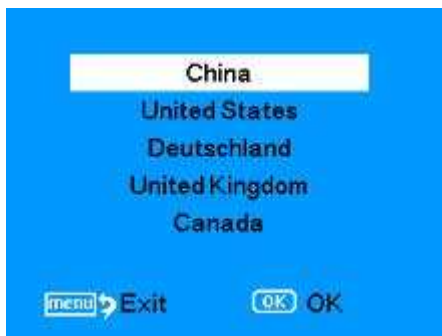 China
United States
Deutschland
United Kingdom
Canada
menu Exit OK OK